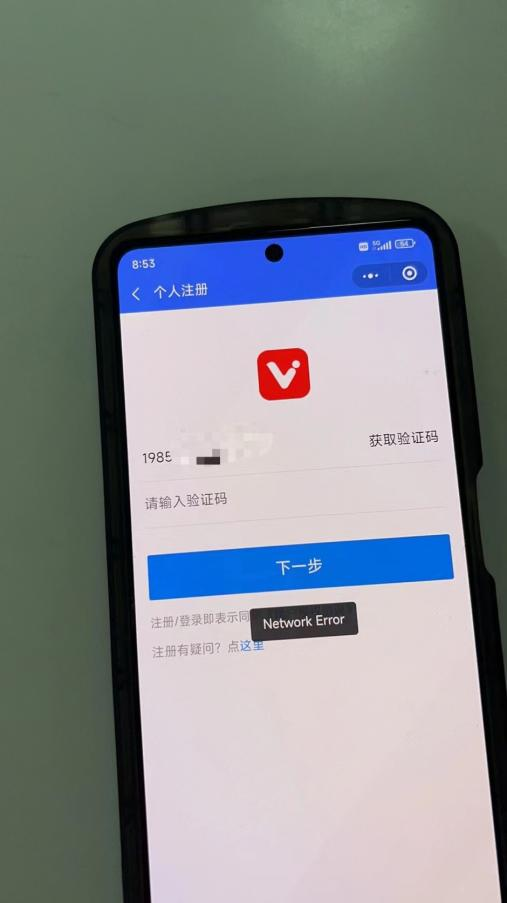 8:53
5G
64
个人注册
1985
获取验证码
请输入验证码
下一步
注册/登录即表示同
Network Error
注册有疑问？点这里